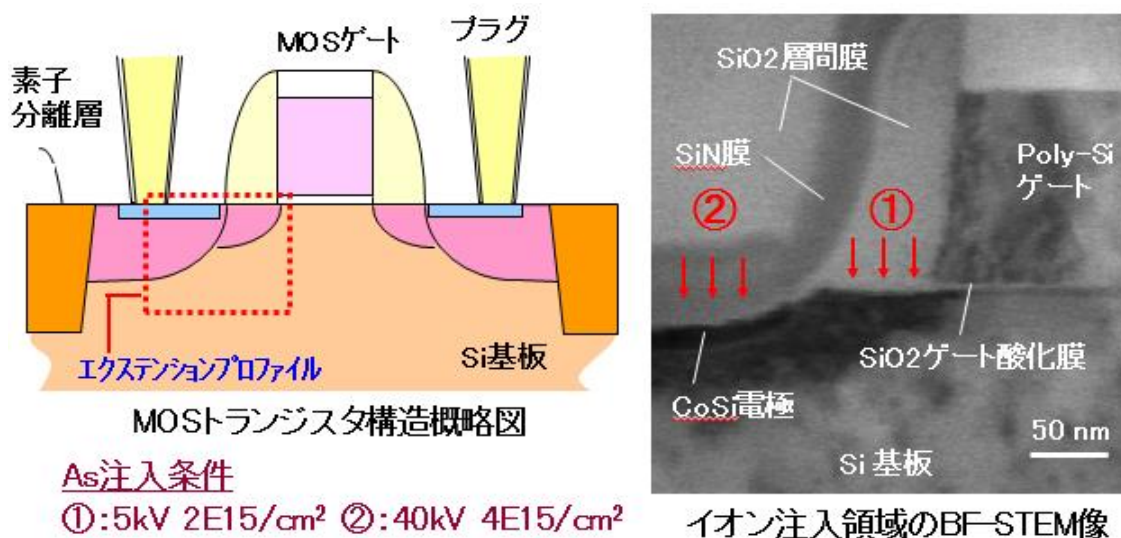 MOSゲート
プラグ
素子
分離層
エクステンションプロファイル
Si基板
MOSトランジスタ構造概略図
As注入条件
①:5kV 2E15/cm² ②:40kV 4E15/cm²
SiO2層間膜
SiN膜
Poly-Si
ゲート
②
①
SiO2ゲート酸化膜
CoSi電極
50 nm
Si 基板
イオン注入領域のBF-STEM像